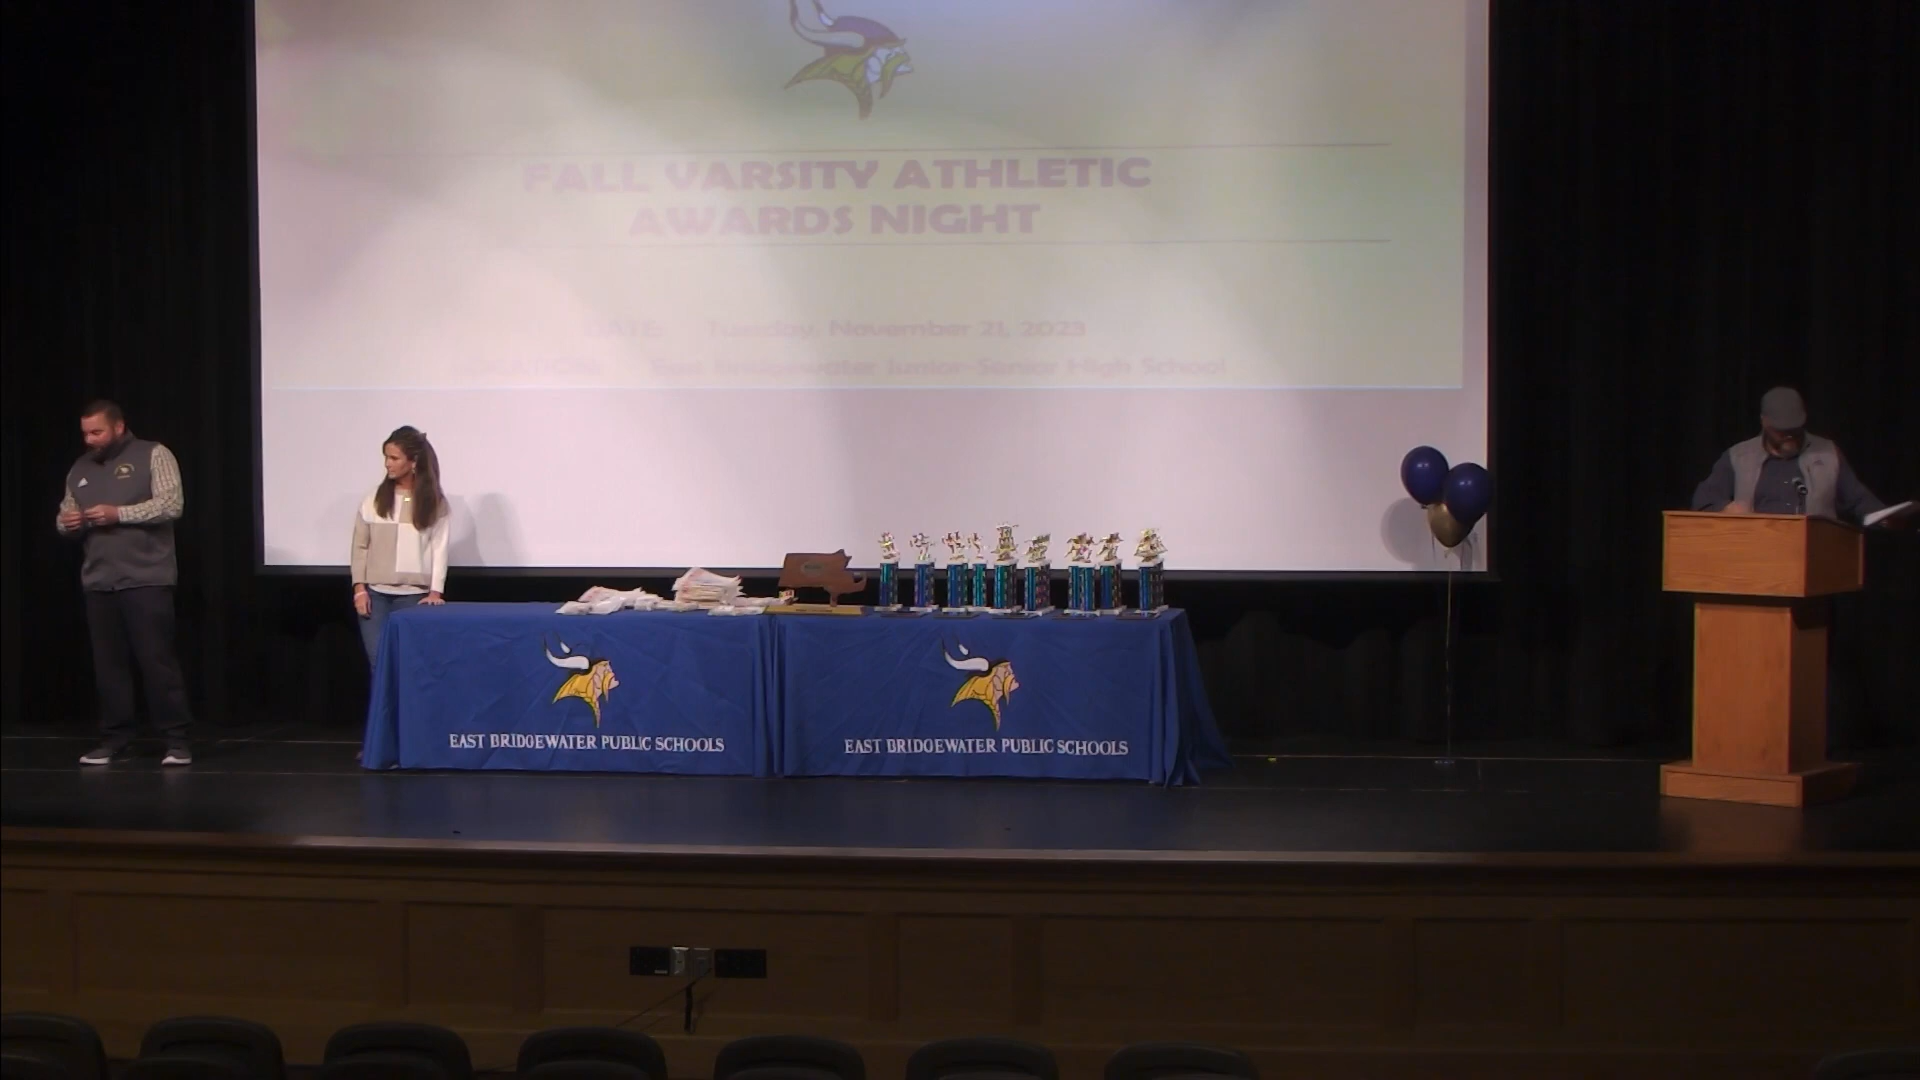 FALL VARSITY ATHLETIC
AWARDS NIGHT
DATE: Tuesday, November 21, 2023
LOCATION: East Bridgewater Junior-Senior High School
EAST BRIDGEWATER PUBLIC SCHOOLS
EAST BRIDGEWATER PUBLIC SCHOOLS